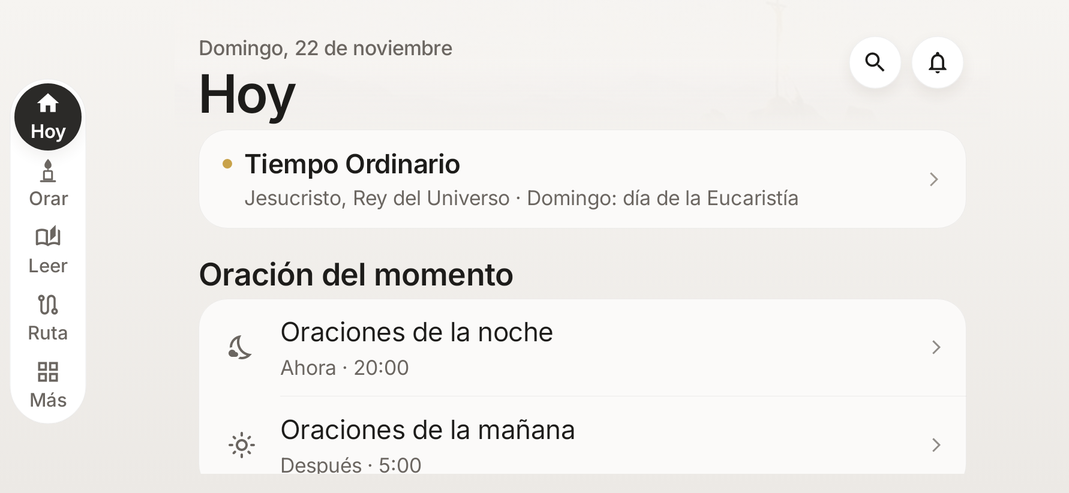 Domingo, 22 de noviembre
Hoy
Hoy
Orar
Leer
Ruta
Más
Tiempo Ordinario
Jesucristo, Rey del Universo · Domingo: día de la Eucaristía
Oración del momento
Oraciones de la noche
Ahora · 20:00
Oraciones de la mañana
Después · 5:00